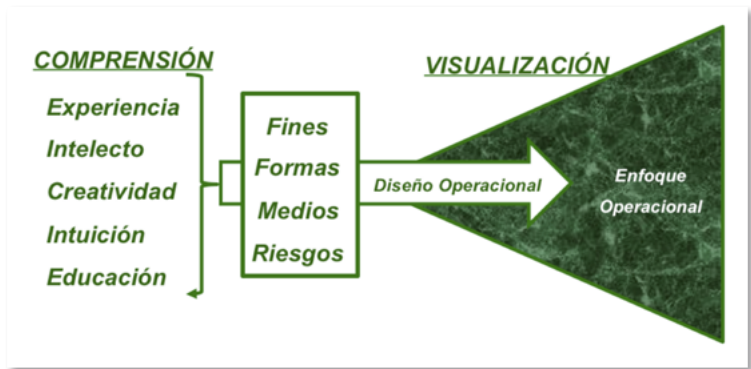 COMPRENSIÓN
Experiencia
Intelecto
Creatividad
Intuición
Educación
Fines
Formas
Medios
Riesgos
Diseño Operacional
VISUALIZACIÓN
Enfoque
Operacional